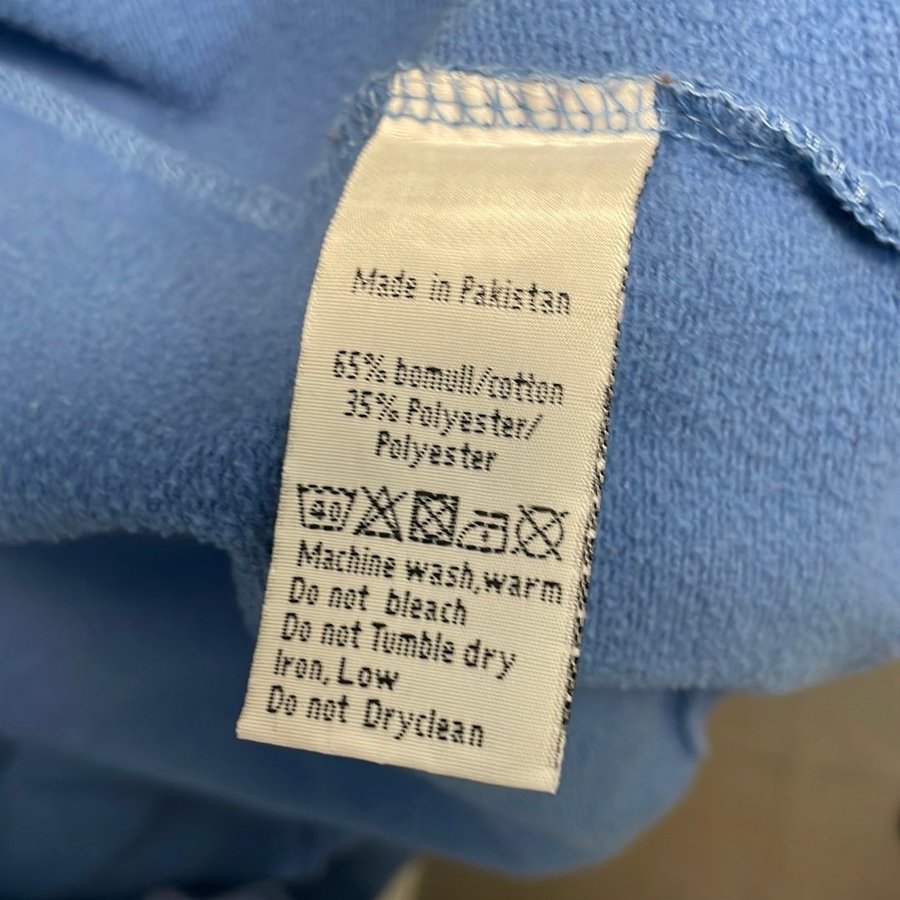 Made in Pakistan
65% bomull/cotton
35% Polyester/
Polyester
40
Machine wash,warm
Do not bleach
Do not Tumble dry
Iron, Low
Do not Dryclean